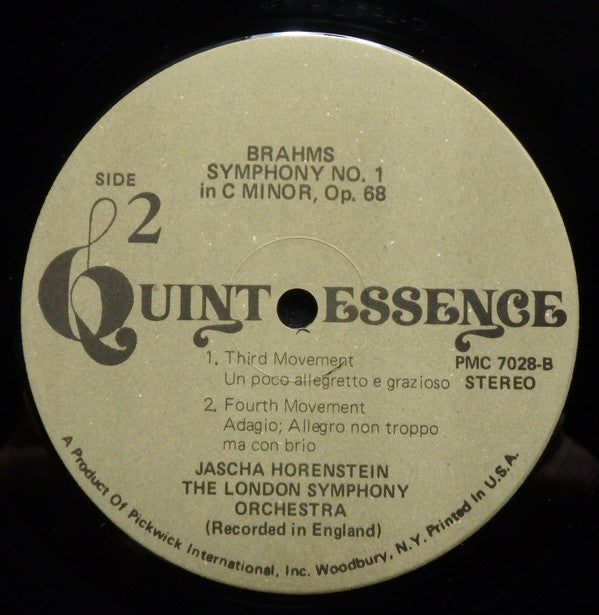 BRAHMS
SYMPHONY NO. 1
in C MINOR, Op. 68
SIDE
2
QUINTESSENCE
1. Third Movement
Un poco allegretto e grazioso
PMC 7028-B
STEREO
2. Fourth Movement
Adagio; Allegro non troppo
ma con brio
JASCHA HORENSTEIN
THE LONDON SYMPHONY
ORCHESTRA
(Recorded in England)
A Product Of Pickwick International, Inc. Woodbury, N.Y. Printed In U.S.A.